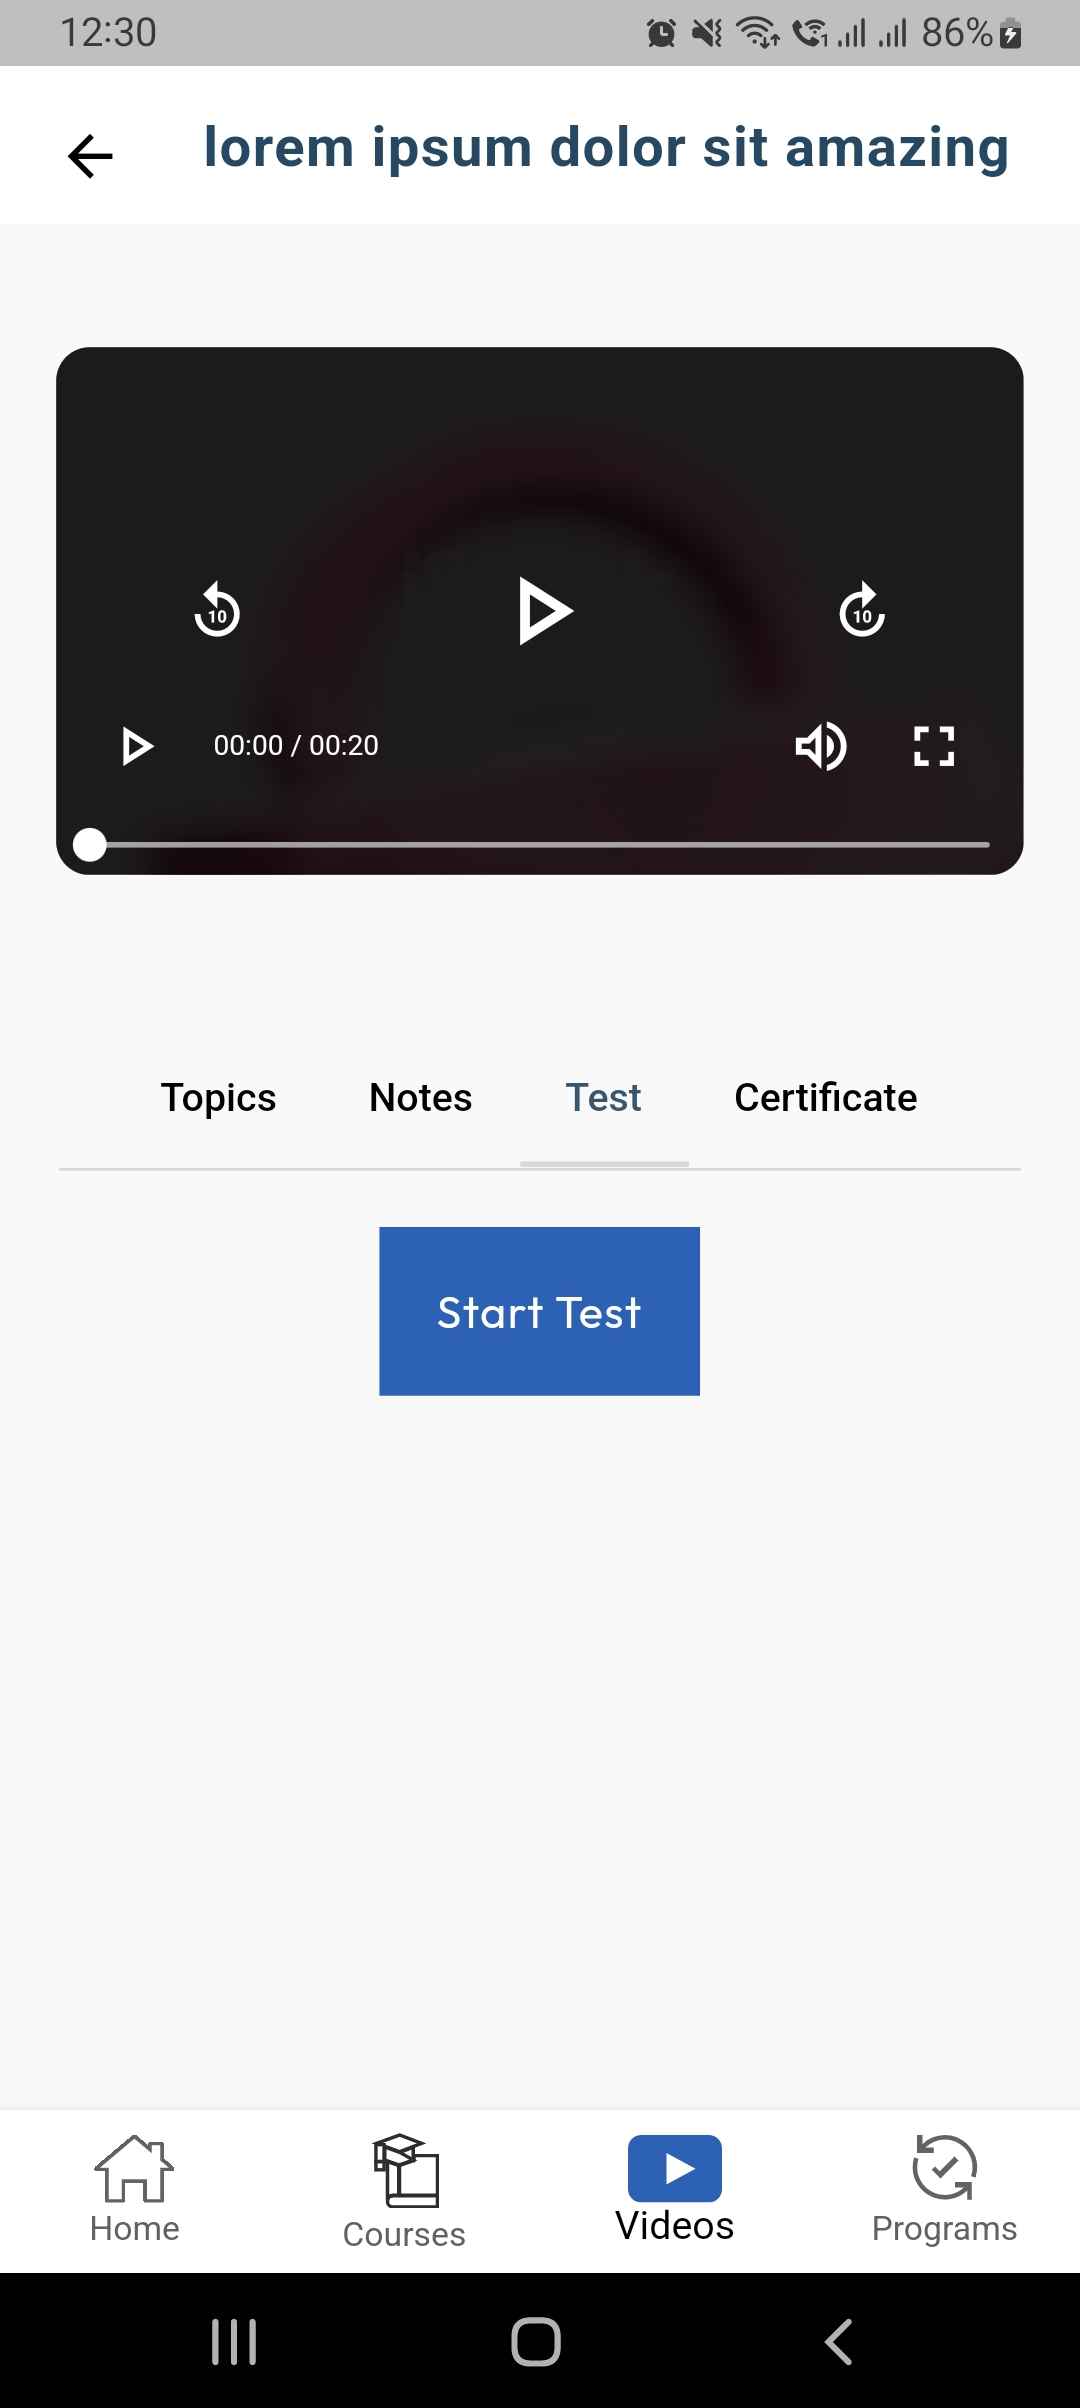 12:30 86%
lorem ipsum dolor sit amazing
10 10
00:00 / 00:20
Topics Notes Test Certificate
Start Test
Home Courses Videos Programs